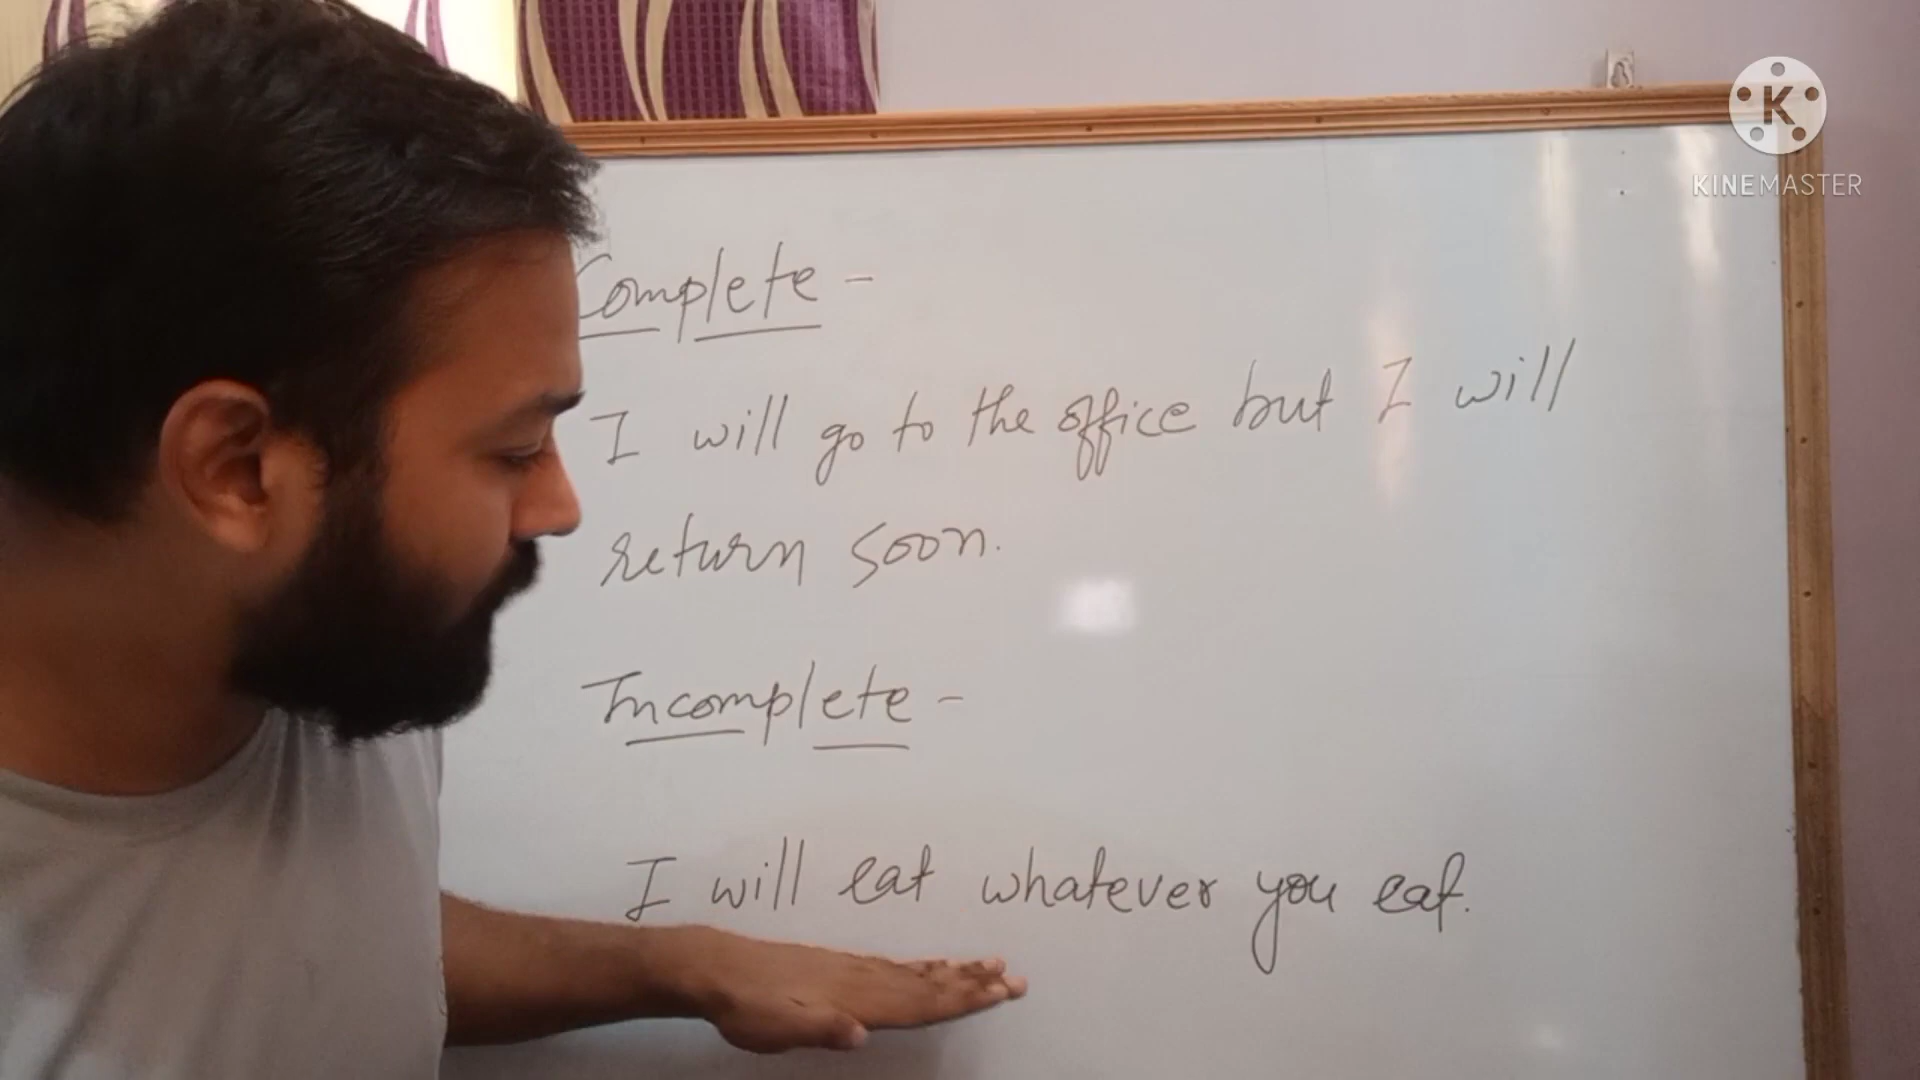 KINEMASTER
Complete -
I will go to the office but I will
return soon.
Incomplete -
I will eat whatever you eat.